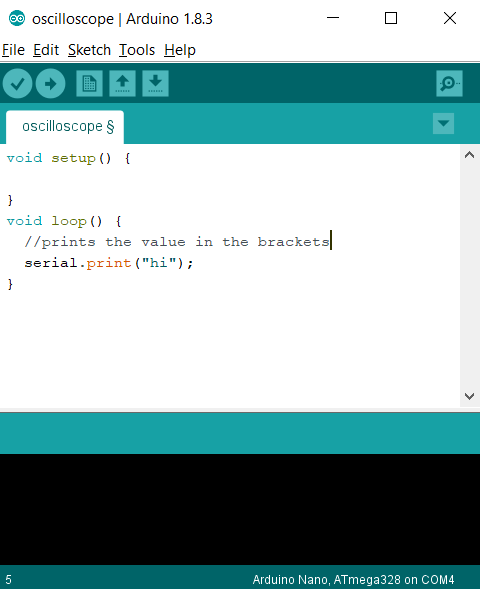 oscilloscope | Arduino 1.8.3
File Edit Sketch Tools Help
oscilloscope §
void setup() {
}
void loop() {
//prints the value in the brackets
serial.print("hi");
}
5 Arduino Nano, ATmega328 on COM4